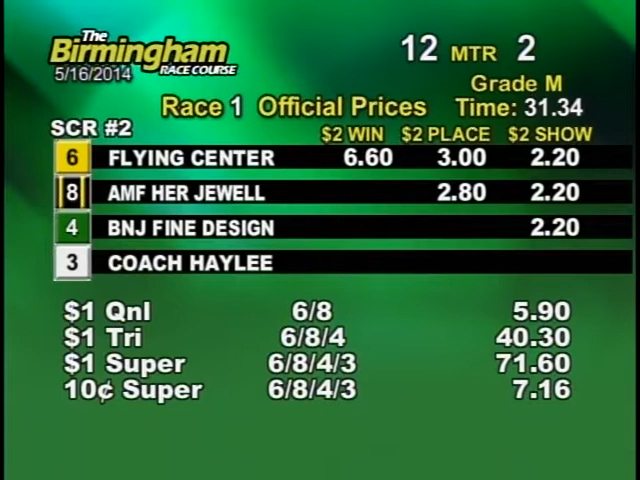 The
Birmingham
RACE COURSE
5/16/2014
12 MTR 2
Grade M
Race 1 Official Prices Time: 31.34
SCR #2
$2 WIN $2 PLACE $2 SHOW
6 FLYING CENTER 6.60 3.00 2.20
8 AMF HER JEWELL 2.80 2.20
4 BNJ FINE DESIGN 2.20
3 COACH HAYLEE
$1 Qnl 6/8 5.90
$1 Tri 6/8/4 40.30
$1 Super 6/8/4/3 71.60
10¢ Super 6/8/4/3 7.16